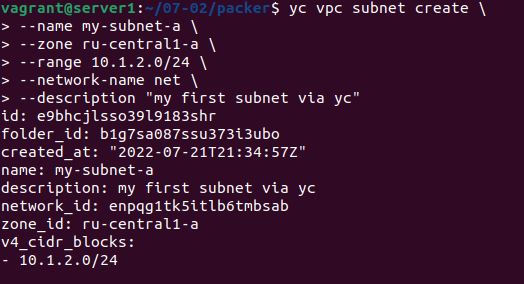 vagrant@server1:~/07-02/packer$ yc vpc subnet create \
> --name my-subnet-a \
> --zone ru-central1-a \
> --range 10.1.2.0/24 \
> --network-name net \
> --description "my first subnet via yc"
id: e9bhcjlsso39l9183shr
folder_id: b1g7sa087ssu373i3ubo
created_at: "2022-07-21T21:34:57Z"
name: my-subnet-a
description: my first subnet via yc
network_id: enpqg1tk5itlb6tmbsab
zone_id: ru-central1-a
v4_cidr_blocks:
- 10.1.2.0/24